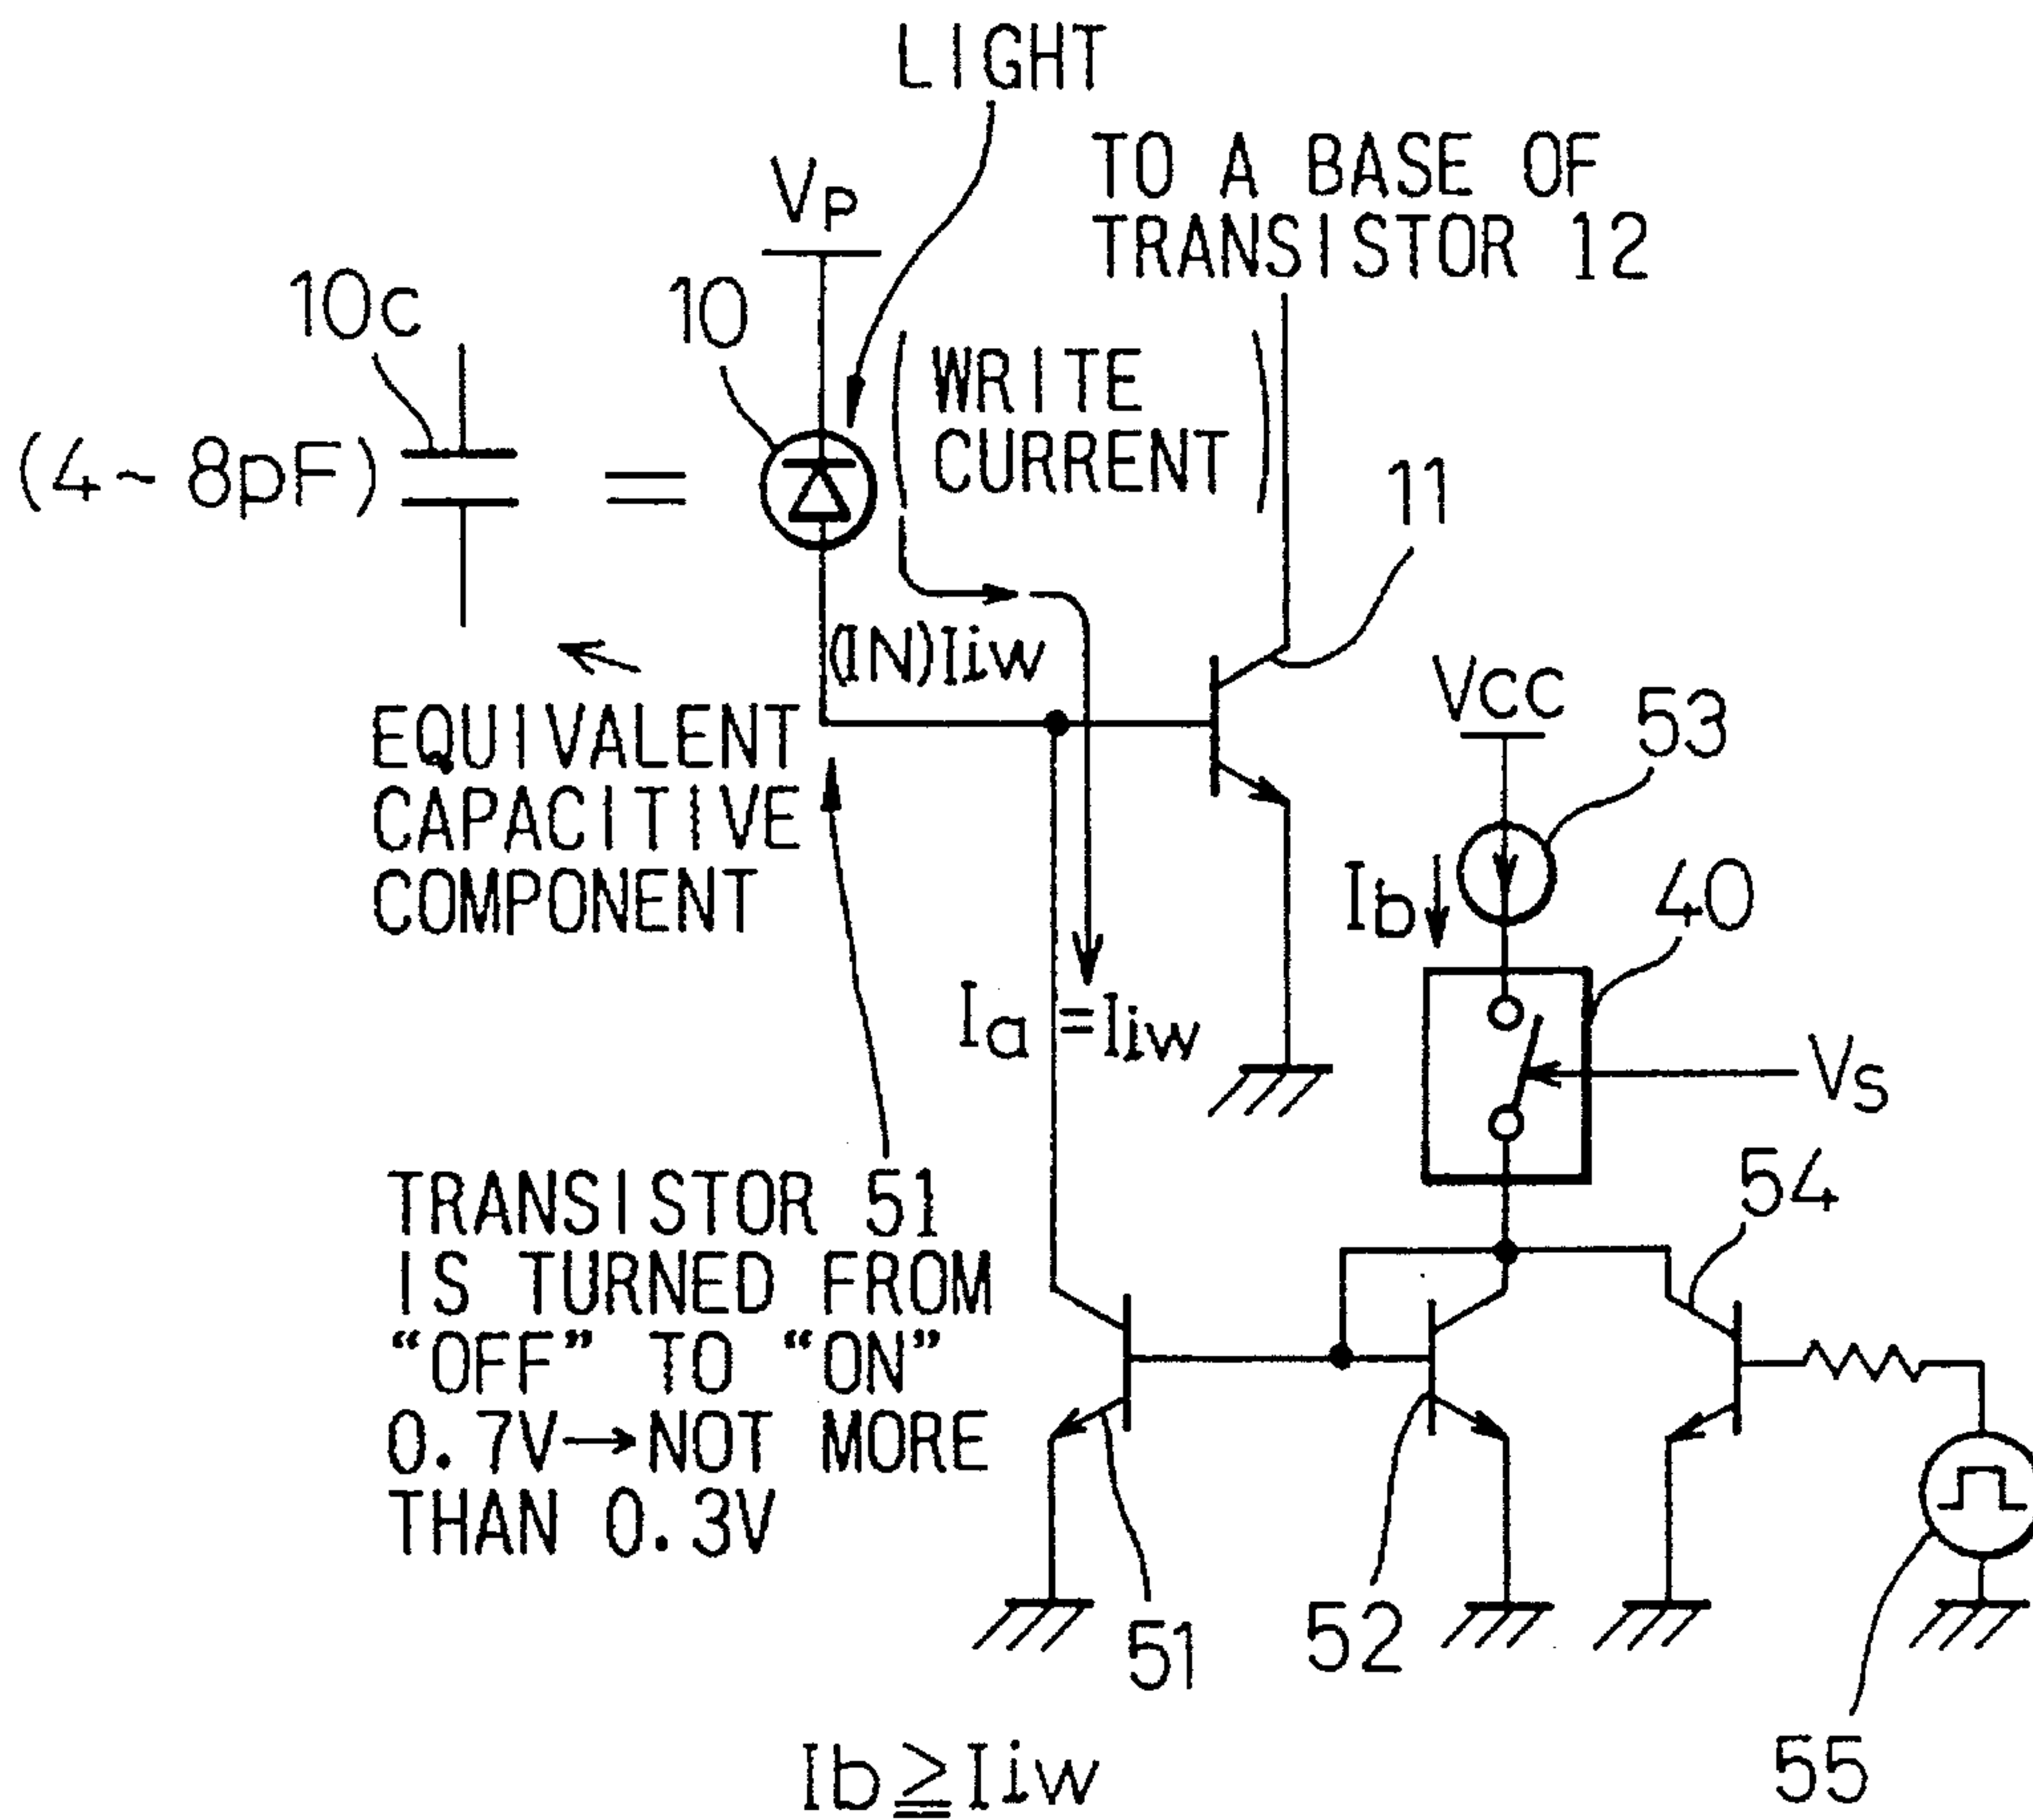 LIGHT
TO A BASE OF
TRANSISTOR 12
VP
10c
10
WRITE
CURRENT
(4~8pF)
=
11
(IN)Iiw
EQUIVALENT
CAPACITIVE
COMPONENT
VCC
53
Ib
40
Ia=Iiw
VS
TRANSISTOR 51
IS TURNED FROM
“OFF” TO “ON”
0.7V→NOT MORE
THAN 0.3V
54
51
52
55
Ib≧Iiw